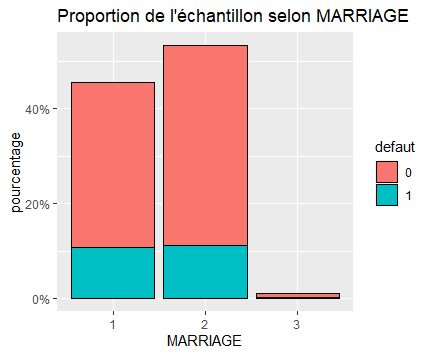 Proportion de l'échantillon selon MARRIAGE
pourcentage
40%
20%
0%
1
2
3
MARRIAGE
defaut
0
1